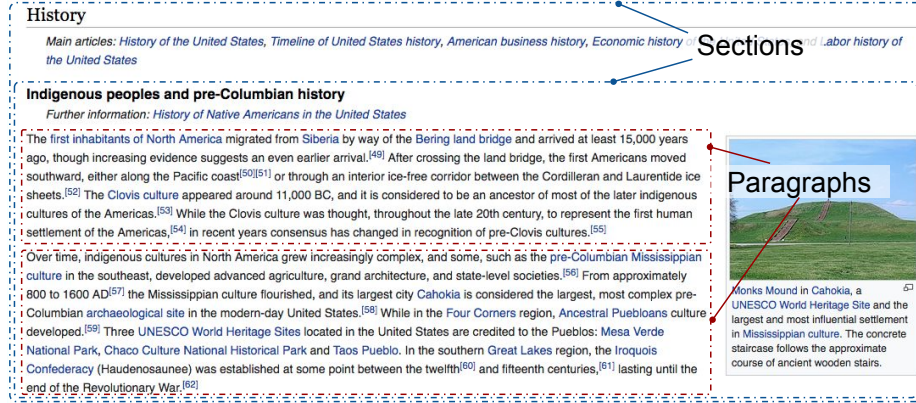 History
Main articles: History of the United States, Timeline of United States history, American business history, Economic history of and Labor history of
the United States
Sections
Indigenous peoples and pre-Columbian history
Further information: History of Native Americans in the United States
The first inhabitants of North America migrated from Siberia by way of the Bering land bridge and arrived at least 15,000 years
ago, though increasing evidence suggests an even earlier arrival.[49] After crossing the land bridge, the first Americans moved
southward, either along the Pacific coast[50][51] or through an interior ice-free corridor between the Cordilleran and Laurentide ice
sheets.[52] The Clovis culture appeared around 11,000 BC, and it is considered to be an ancestor of most of the later indigenous
cultures of the Americas.[53] While the Clovis culture was thought, throughout the late 20th century, to represent the first human
settlement of the Americas,[54] in recent years consensus has changed in recognition of pre-Clovis cultures.[55]
Paragraphs
Over time, indigenous cultures in North America grew increasingly complex, and some, such as the pre-Columbian Mississippian
culture in the southeast, developed advanced agriculture, grand architecture, and state-level societies.[56] From approximately
800 to 1600 AD[57] the Mississippian culture flourished, and its largest city Cahokia is considered the largest, most complex pre-
Columbian archaeological site in the modern-day United States.[58] While in the Four Corners region, Ancestral Puebloans culture
developed.[59] Three UNESCO World Heritage Sites located in the United States are credited to the Pueblos: Mesa Verde
National Park, Chaco Culture National Historical Park and Taos Pueblo. In the southern Great Lakes region, the Iroquois
Confederacy (Haudenosaunee) was established at some point between the twelfth[60] and fifteenth centuries,[61] lasting until the
end of the Revolutionary War.[62]
Monks Mound in Cahokia, a
UNESCO World Heritage Site and the
largest and most influential settlement
in Mississippian culture. The concrete
staircase follows the approximate
course of ancient wooden stairs.